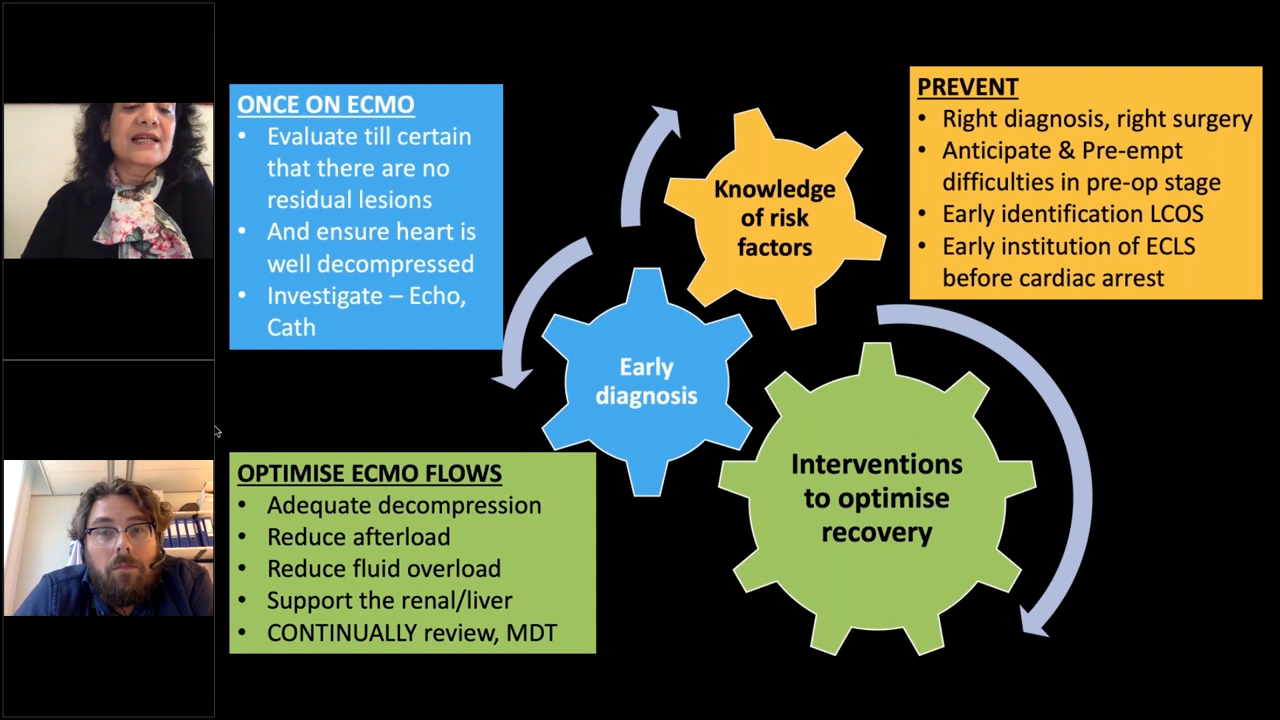 ONCE ON ECMO
• Evaluate till certain
that there are no
residual lesions
• And ensure heart is
well decompressed
• Investigate – Echo,
Cath
PREVENT
• Right diagnosis, right surgery
• Anticipate & Pre-empt
difficulties in pre-op stage
• Early identification LCOS
• Early institution of ECLS
before cardiac arrest
Knowledge
of risk
factors
Early
diagnosis
Interventions
to optimise
recovery
OPTIMISE ECMO FLOWS
• Adequate decompression
• Reduce afterload
• Reduce fluid overload
• Support the renal/liver
• CONTINUALLY review, MDT